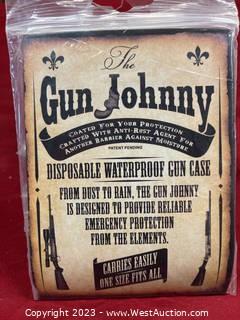 The
Gun Johnny
COATED FOR YOUR PROTECTION
CRAFTED WITH ANTI-RUST AGENT FOR
ANOTHER BARRIER AGAINST MOISTURE
PATENT PENDING
DISPOSABLE WATERPROOF GUN CASE
FROM DUST TO RAIN, THE GUN JOHNNY
IS DESIGNED TO PROVIDE RELIABLE
EMERGENCY PROTECTION
FROM THE ELEMENTS.
CARRIES EASILY
ONE SIZE FITS ALL
Copyright 2023 - www.WestAuction.com